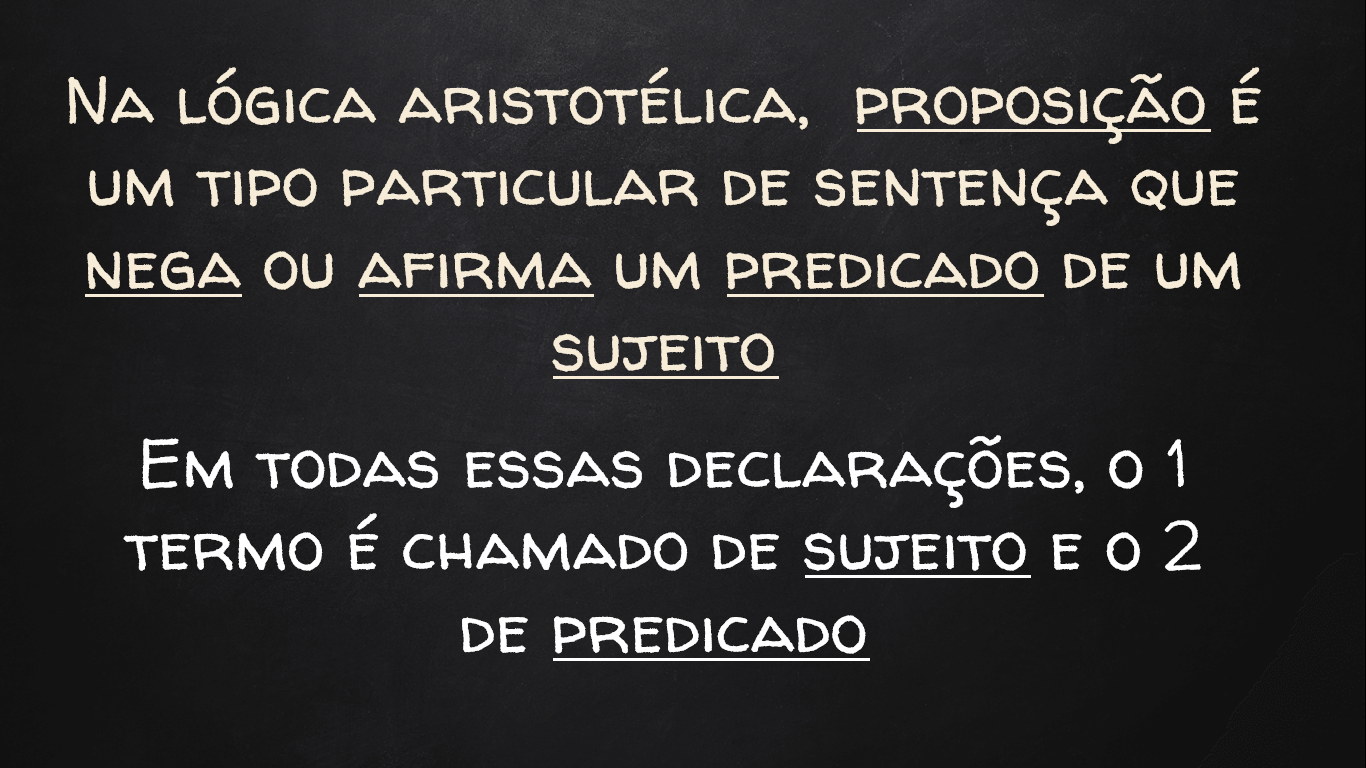 Na lógica aristotélica, proposição é
um tipo particular de sentença que
nega ou afirma um predicado de um
sujeito
Em todas essas declarações, o 1
termo é chamado de sujeito e o 2
de predicado